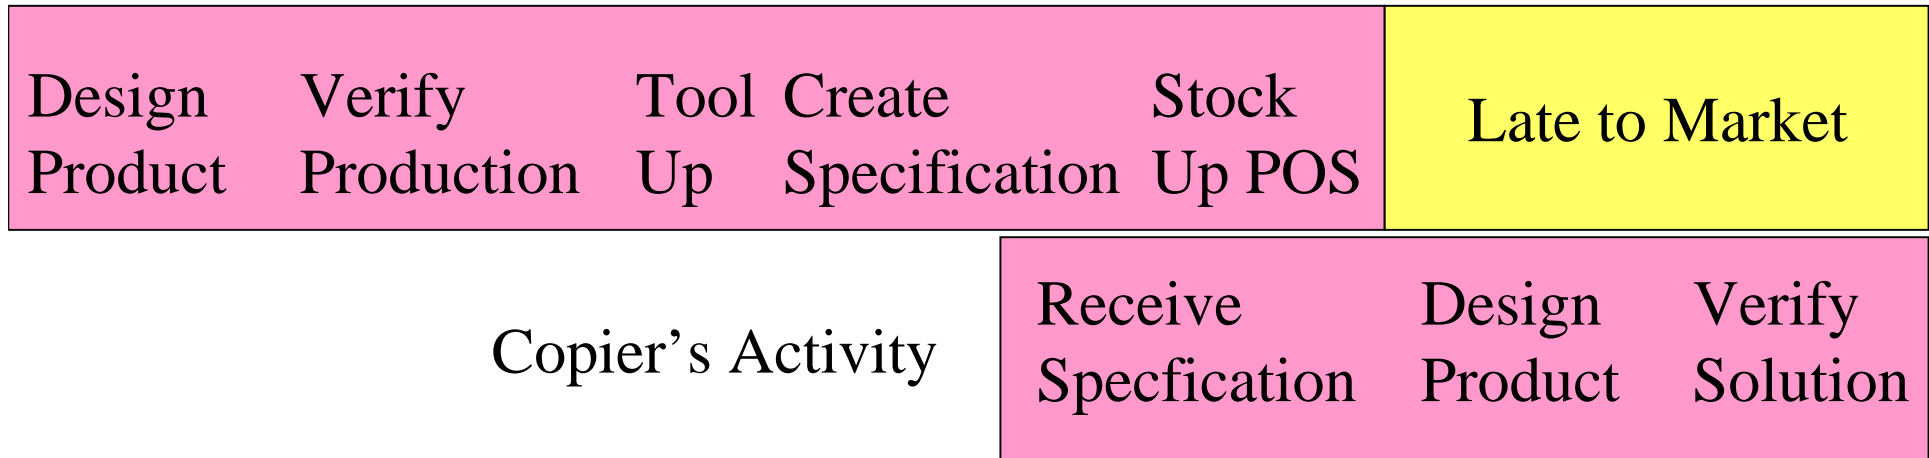 Design Verify Tool Create Stock
Product Production Up Specification Up POS
Late to Market
Copier’s Activity
Receive Design Verify
Specfication Product Solution